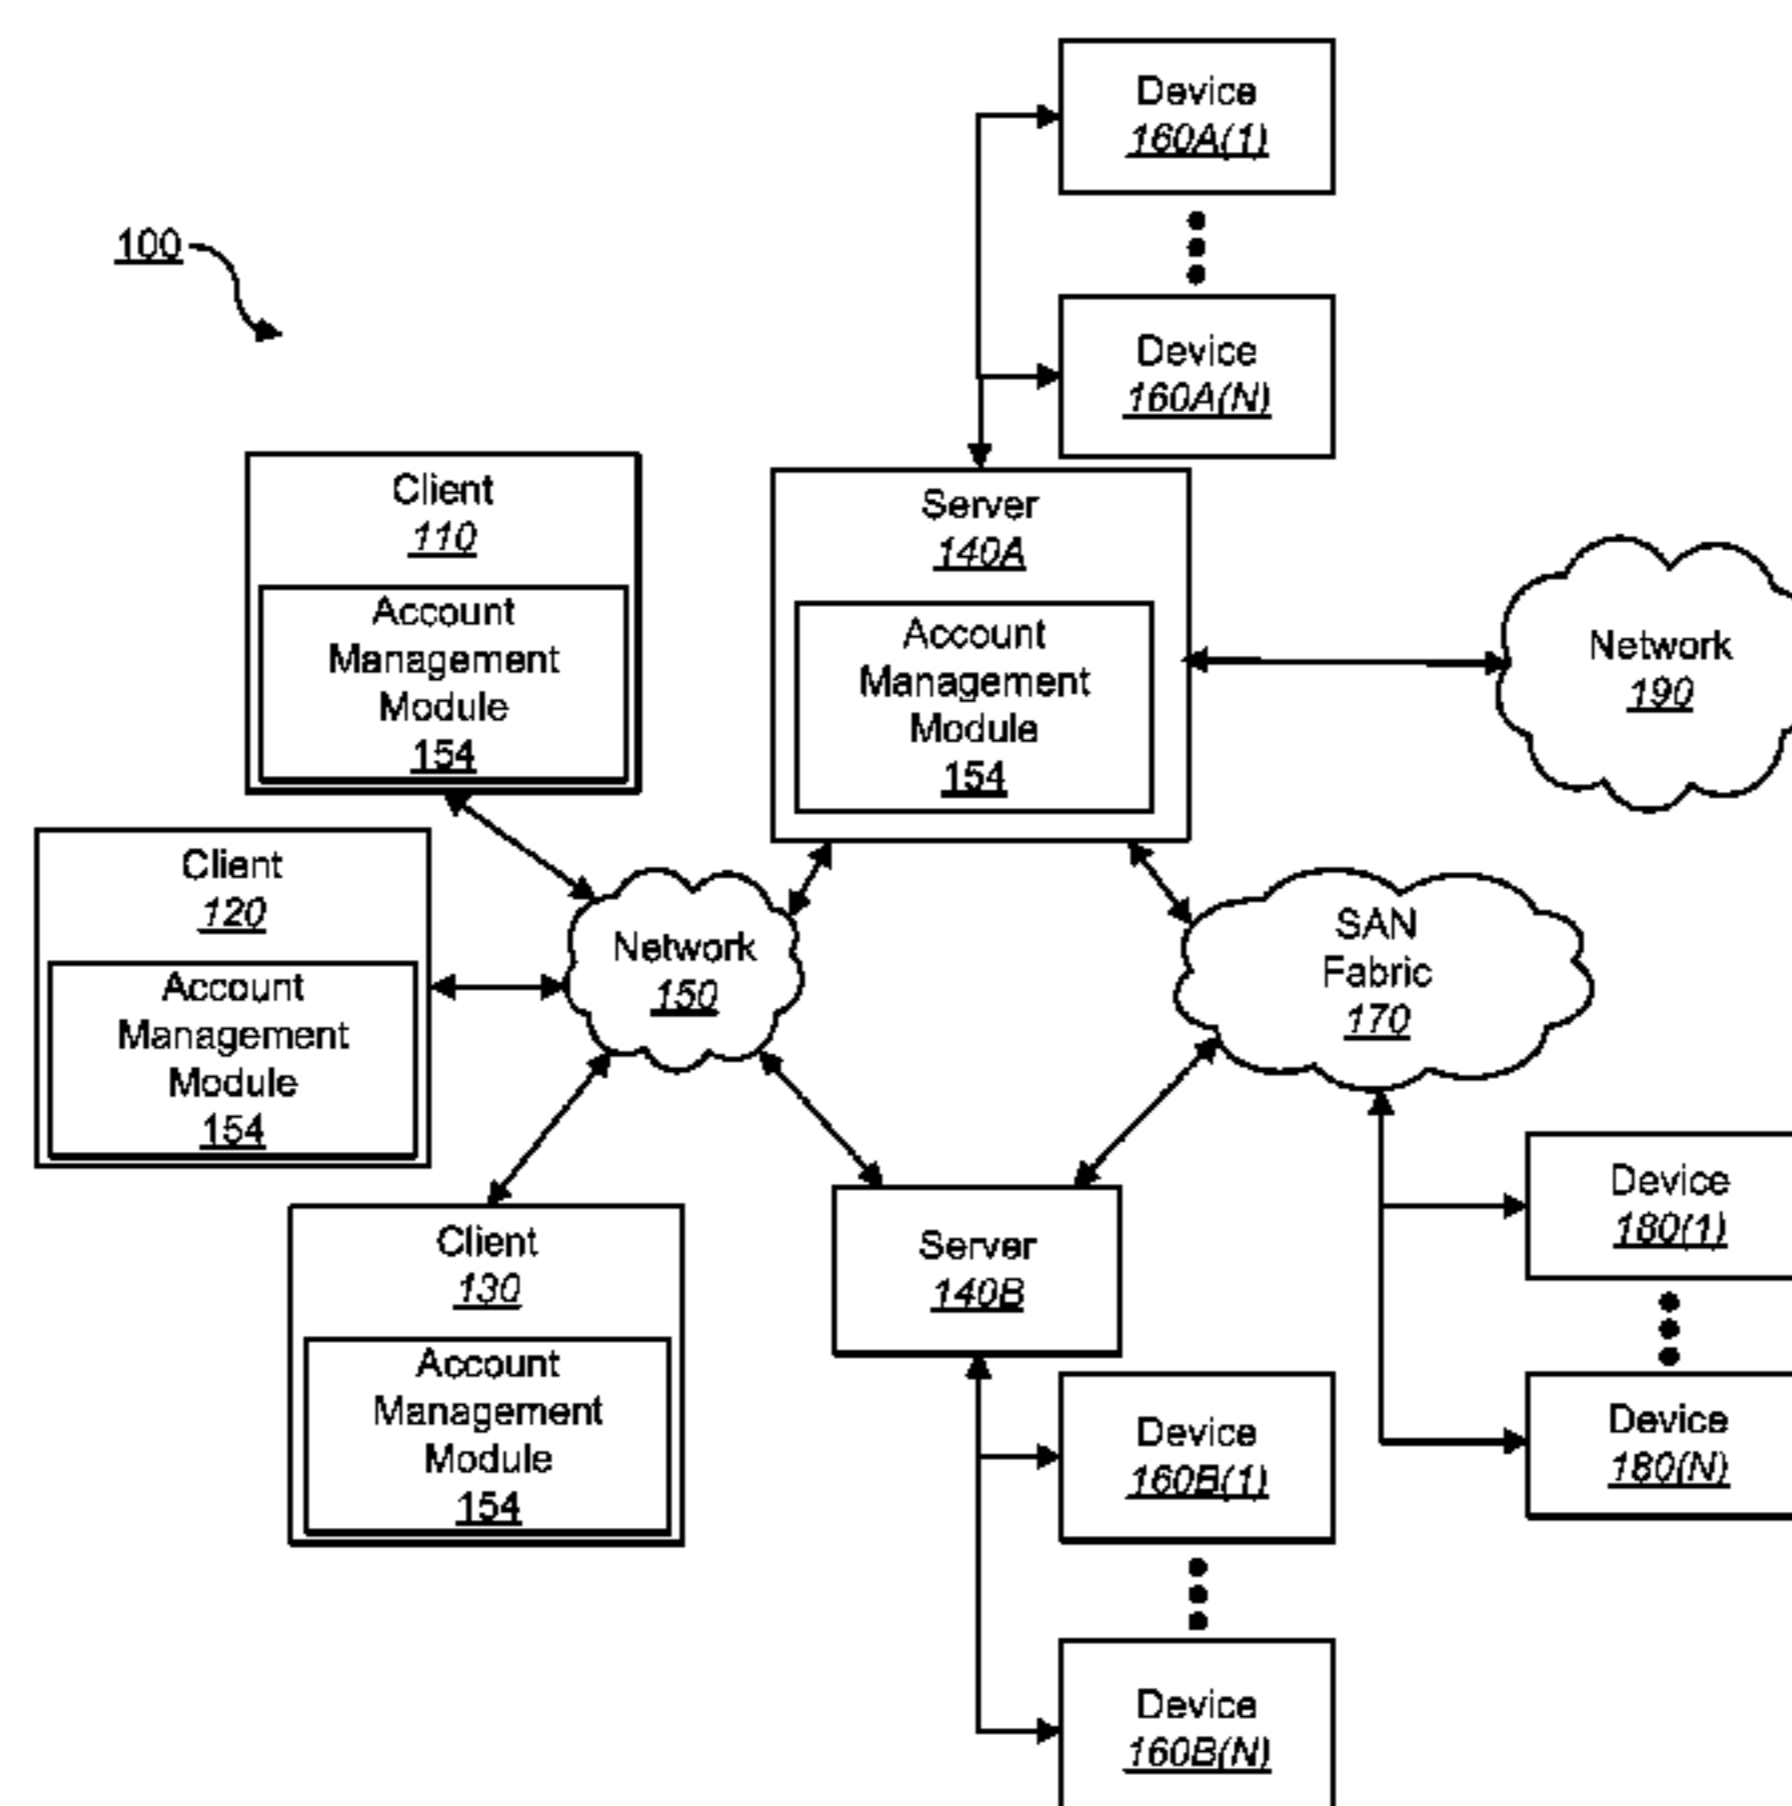 Device
160A(1)
100
Device
160A(N)
Client
110
Account
Management
Module
154
Server
140A
Account
Management
Module
154
Network
190
Client
120
Account
Management
Module
154
Network
150
SAN
Fabric
170
Client
130
Account
Management
Module
154
Server
140B
Device
180(1)
Device
180(N)
Device
160B(1)
Device
160B(N)